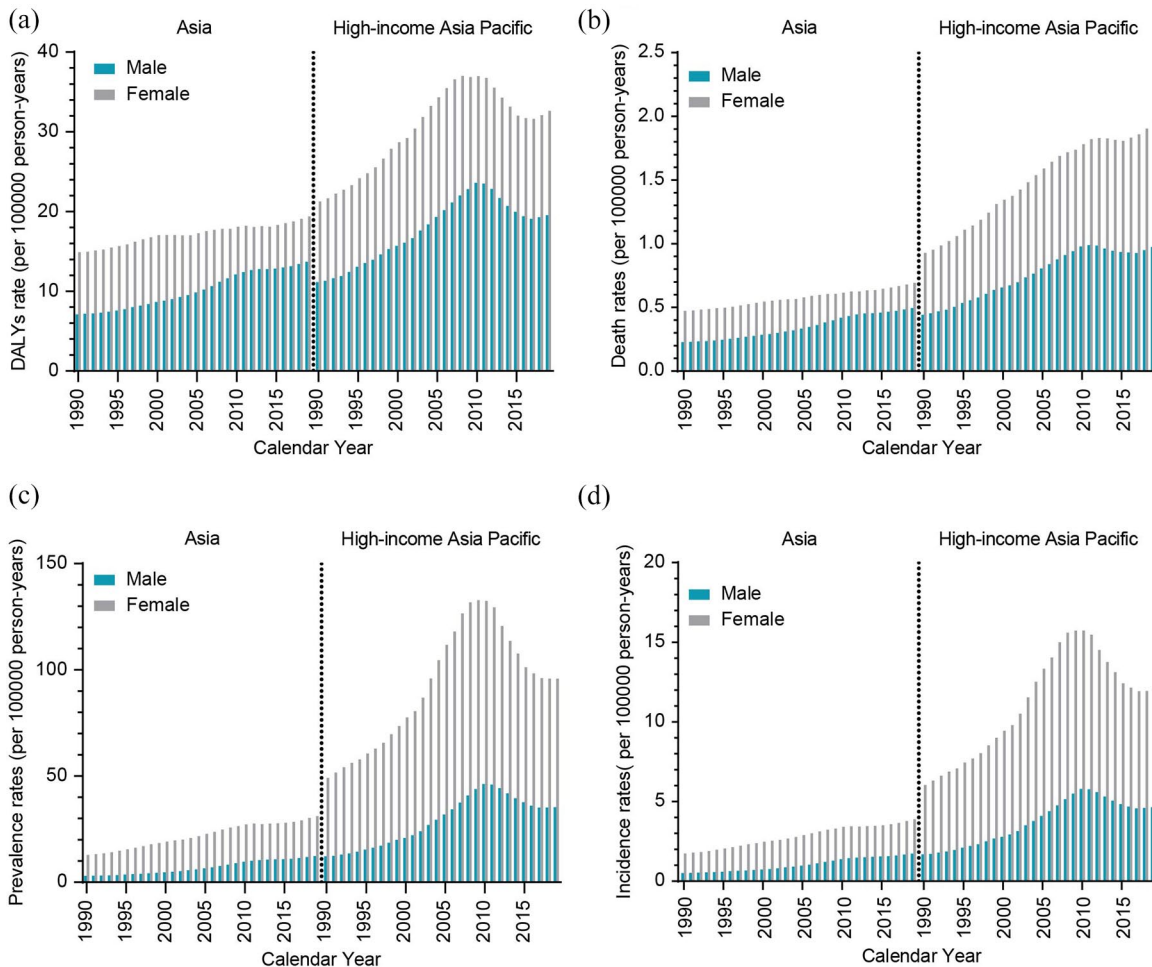 (a)
Asia
High-income Asia Pacific
Male
Female
DALYs rate (per 100000 person-years)
40
30
20
10
0
1990
1995
2000
2005
2010
2015
1990
1995
2000
2005
2010
2015
Calendar Year
(b)
Asia
High-income Asia Pacific
Male
Female
Death rates (per 100000 person-years)
2.5
2.0
1.5
1.0
0.5
0.0
1990
1995
2000
2005
2010
2015
1990
1995
2000
2005
2010
2015
Calendar Year
(c)
Asia
High-income Asia Pacific
Male
Female
Prevalence rates (per 100000 person-years)
150
100
50
0
1990
1995
2000
2005
2010
2015
1990
1995
2000
2005
2010
2015
Calendar Year
(d)
Asia
High-income Asia Pacific
Male
Female
Incidence rates( per 100000 person-years)
20
15
10
5
0
1990
1995
2000
2005
2010
2015
1990
1995
2000
2005
2010
2015
Calendar Year